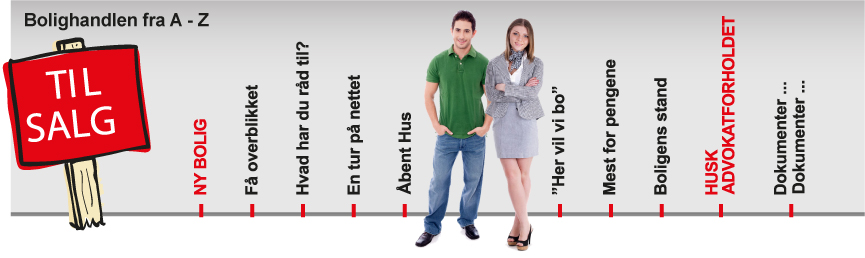 Bolighandlen fra A - Z
TIL
SALG
NY BOLIG
Få overblikket
Hvad har du råd til?
En tur på nettet
Åbent Hus
”Her vil vi bo”
Mest for pengene
Boligens stand
HUSK
ADVOKATFORHOLDET
Dokumenter ...
Dokumenter ...